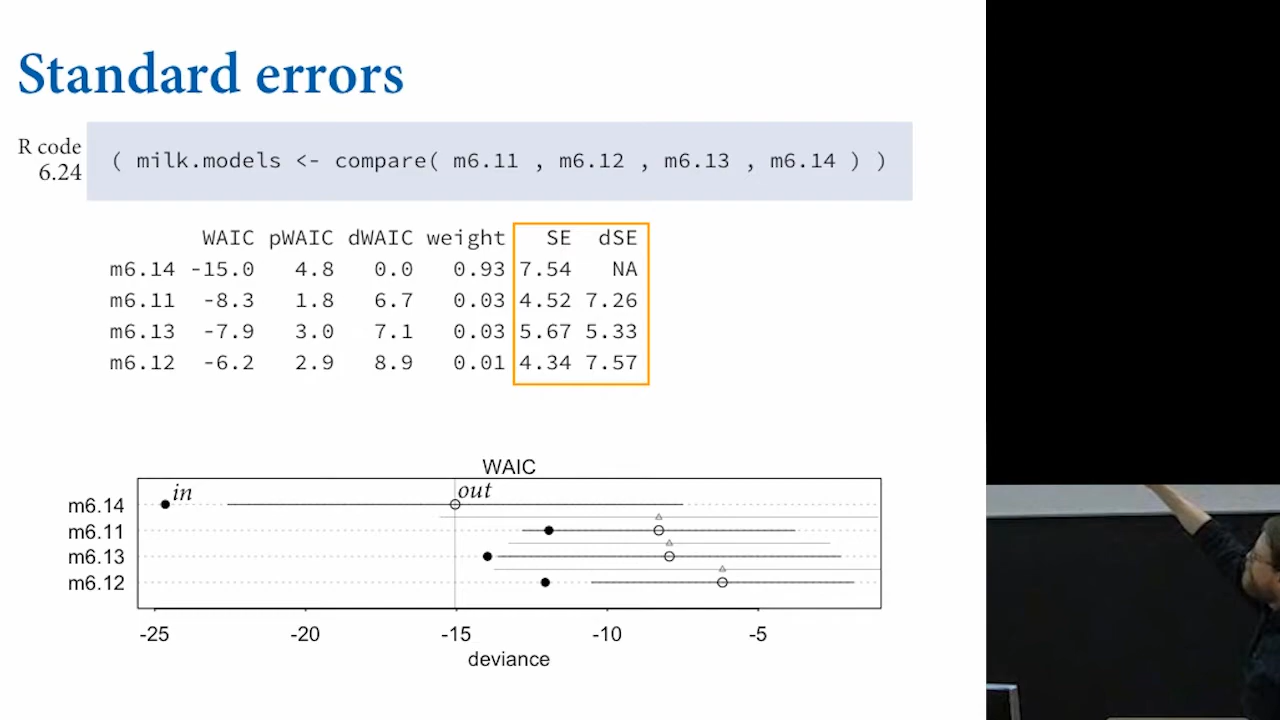 Standard errors
R code
6.24
( milk.models <- compare( m6.11 , m6.12 , m6.13 , m6.14 ) )
WAIC pWAIC dWAIC weight SE dSE
m6.14 -15.0 4.8 0.0 0.93 7.54 NA
m6.11 -8.3 1.8 6.7 0.03 4.52 7.26
m6.13 -7.9 3.0 7.1 0.03 5.67 5.33
m6.12 -6.2 2.9 8.9 0.01 4.34 7.57
WAIC
in out
m6.14
m6.11
m6.13
m6.12
-25 -20 -15 -10 -5
deviance